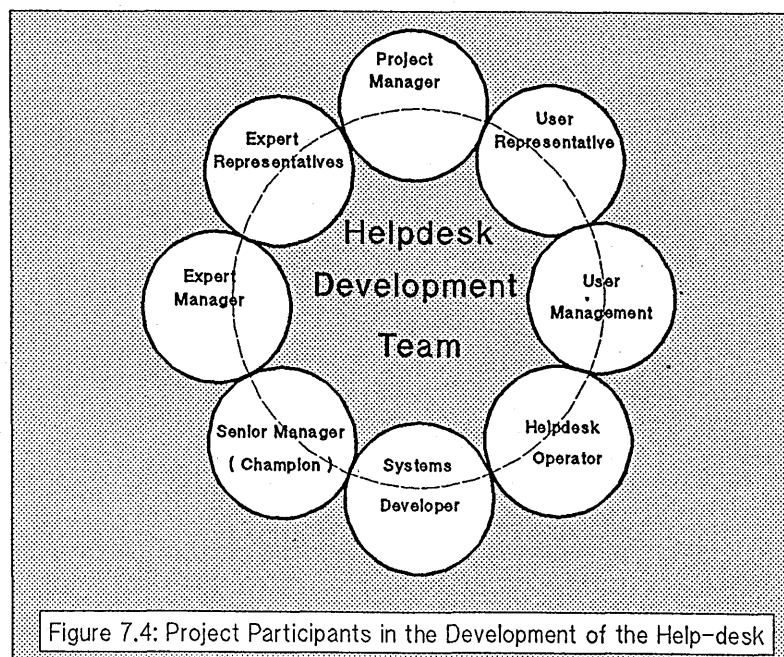 Project
Manager
User
Representative
Expert
Representatives
Helpdesk
Development
Team
Expert
Manager
User
Management
Senior Manager
( Champion )
Systems
Developer
Helpdesk
Operator
Figure 7.4: Project Participants in the Development of the Help-desk